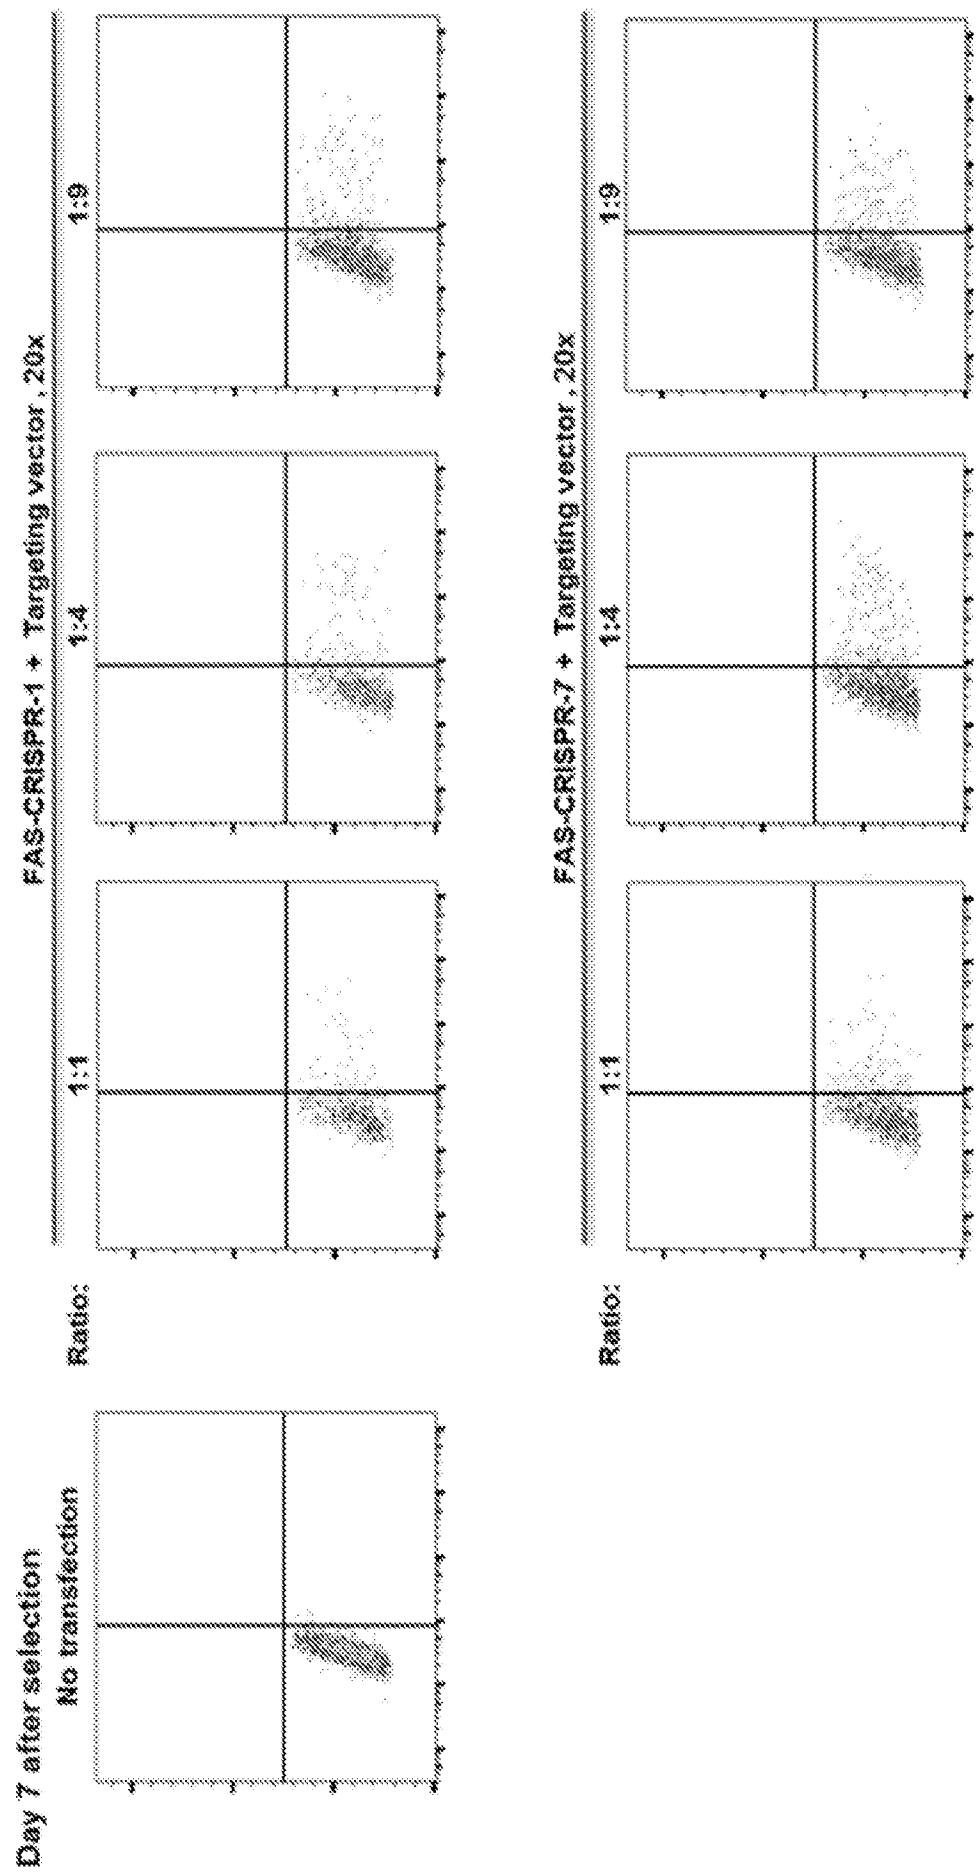 Day 7 after selection
No transfection
FAS-CRISPR-1 + Targeting vector, 20x
Ratio:
1:1
1:4
1:9
FAS-CRISPR-7 + Targeting vector, 20x
Ratio:
1:1
1:4
1:9